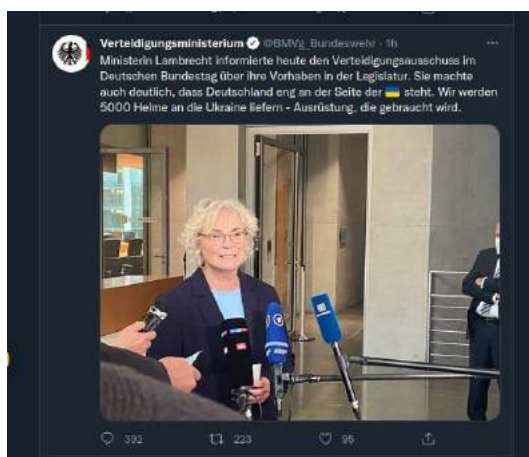 Verteidigungsministerium @BMVg_Bundeswehr · 1h
Ministerin Lambrecht informierte heute den Verteidigungsausschuss im
Deutschen Bundestag über ihre Vorhaben in der Legislatur. Sie machte
auch deutlich, dass Deutschland eng an der Seite der 🇺🇦 steht. Wir werden
5000 Helme an die Ukraine liefern - Ausrüstung, die gebraucht wird.
392 223 95